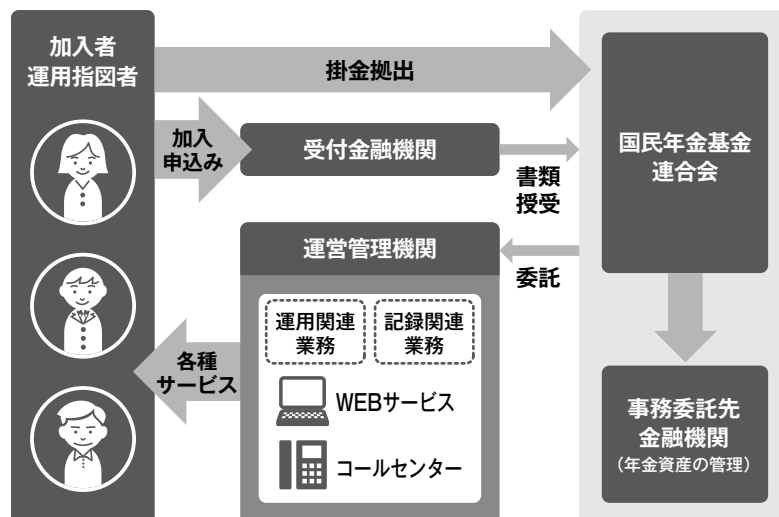 加入者
運用指図者
掛金拠出
加入
申込み
受付金融機関
書類
授受
国民年金基金
連合会
運営管理機関
委託
運用関連
業務
記録関連
業務
WEBサービス
コールセンター
各種
サービス
事務委託先
金融機関
（年金資産の管理）